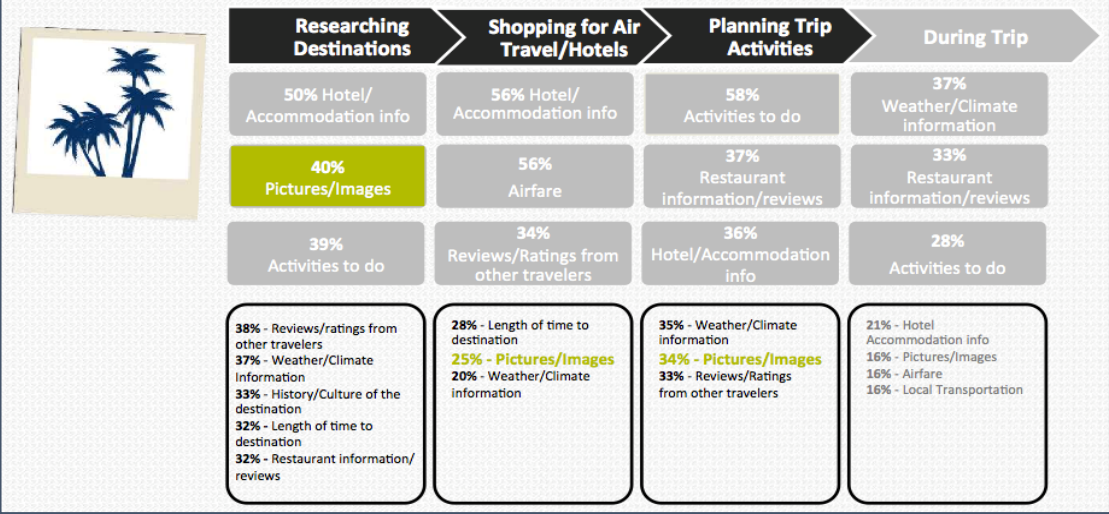 Researching
Destinations
Shopping for Air
Travel/Hotels
Planning Trip
Activities
During Trip
50% Hotel/
Accommodation info
56% Hotel/
Accommodation info
58%
Activities to do
37%
Weather/Climate
information
40%
Pictures/Images
56%
Airfare
37%
Restaurant
information/reviews
33%
Restaurant
information/reviews
39%
Activities to do
34%
Reviews/Ratings from
other travelers
36%
Hotel/Accommodation
info
28%
Activities to do
38% - Reviews/ratings from
other travelers
37% - Weather/Climate
Information
33% - History/Culture of the
destination
32% - Length of time to
destination
32% - Restaurant information/
reviews
28% - Length of time to
destination
25% - Pictures/Images
20% - Weather/Climate
information
35% - Weather/Climate
information
34% - Pictures/Images
33% - Reviews/Ratings
from other travelers
21% - Hotel
Accommodation info
16% - Pictures/Images
16% - Airfare
16% - Local Transportation